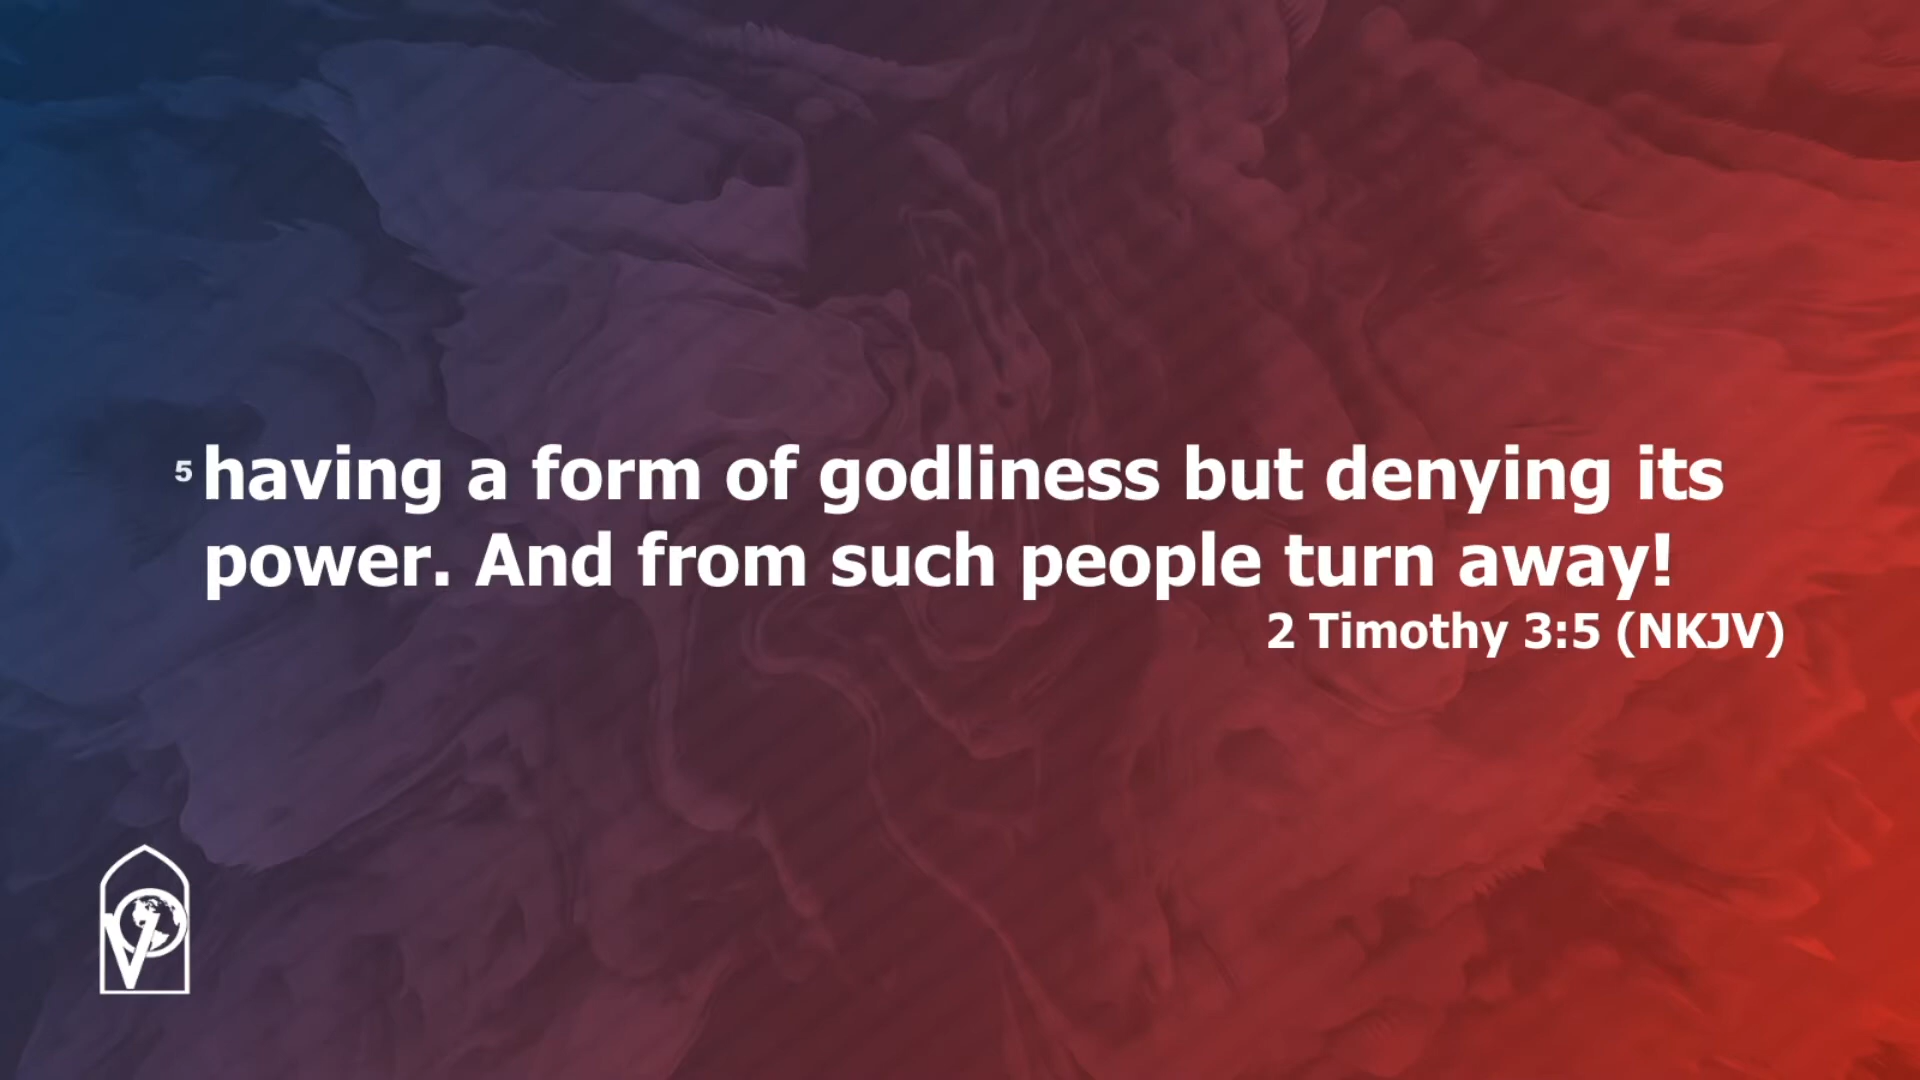 5 having a form of godliness but denying its
power. And from such people turn away!
2 Timothy 3:5 (NKJV)